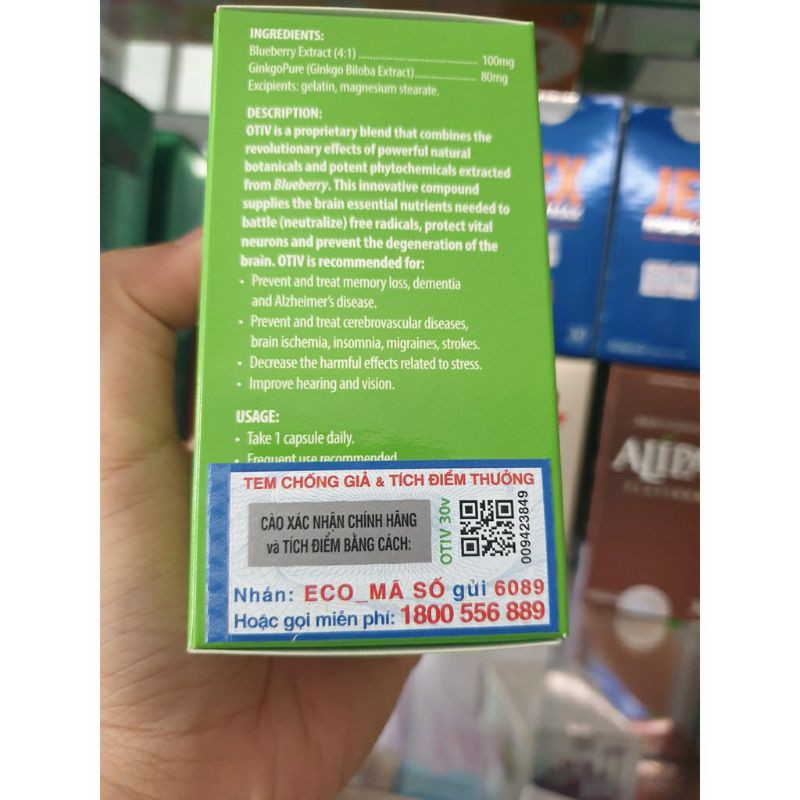 INGREDIENTS:
Blueberry Extract (4:1) 100mg
GinkgoPure (Ginkgo Biloba Extract) 80mg
Excipients: gelatin, magnesium stearate.
DESCRIPTION:
OTIV is a proprietary blend that combines the
revolutionary effects of powerful natural
botanicals and potent phytochemicals extracted
from Blueberry. This innovative compound
supplies the brain essential nutrients needed to
battle (neutralize) free radicals, protect vital
neurons and prevent the degeneration of the
brain. OTIV is recommended for:
• Prevent and treat memory loss, dementia
and Alzheimer's disease.
• Prevent and treat cerebrovascular diseases,
brain ischemia, insomnia, migraines, strokes.
• Decrease the harmful effects related to stress.
• Improve hearing and vision.
USAGE:
• Take 1 capsule daily.
• Frequent use recommended
TEM CHỐNG GIẢ & TÍCH ĐIỂM THƯỞNG
CÀO XÁC NHẬN CHÍNH HÃNG
và TÍCH ĐIỂM BẰNG CÁCH:
OTIV 30v
009423849
Nhắn: ECO_MÃ SỐ gửi 6089
Hoặc gọi miễn phí: 1800 556 889
JEX
JE
ALIP